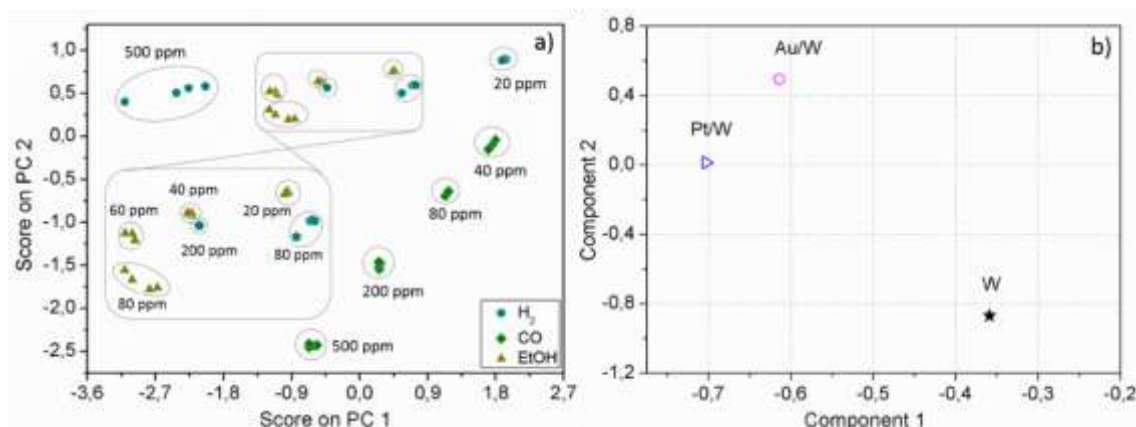 a)
500 ppm
20 ppm
40 ppm
80 ppm
200 ppm
500 ppm
40 ppm
60 ppm
20 ppm
200 ppm
80 ppm
80 ppm
H2
CO
EtOH
1,0
0,5
0,0
-0,5
-1,0
-1,5
-2,0
-2,5
Score on PC 2
-3,6 -2,7 -1,8 -0,9 0,0 0,9 1,8 2,7
Score on PC 1
b)
Au/W
Pt/W
W
0,8
0,4
0,0
-0,4
-0,8
-1,2
Component 2
-0,7 -0,6 -0,5 -0,4 -0,3 -0,2
Component 1